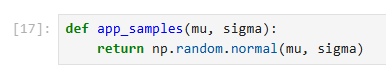 [17]: def app_samples(mu, sigma):
    return np.random.normal(mu, sigma)